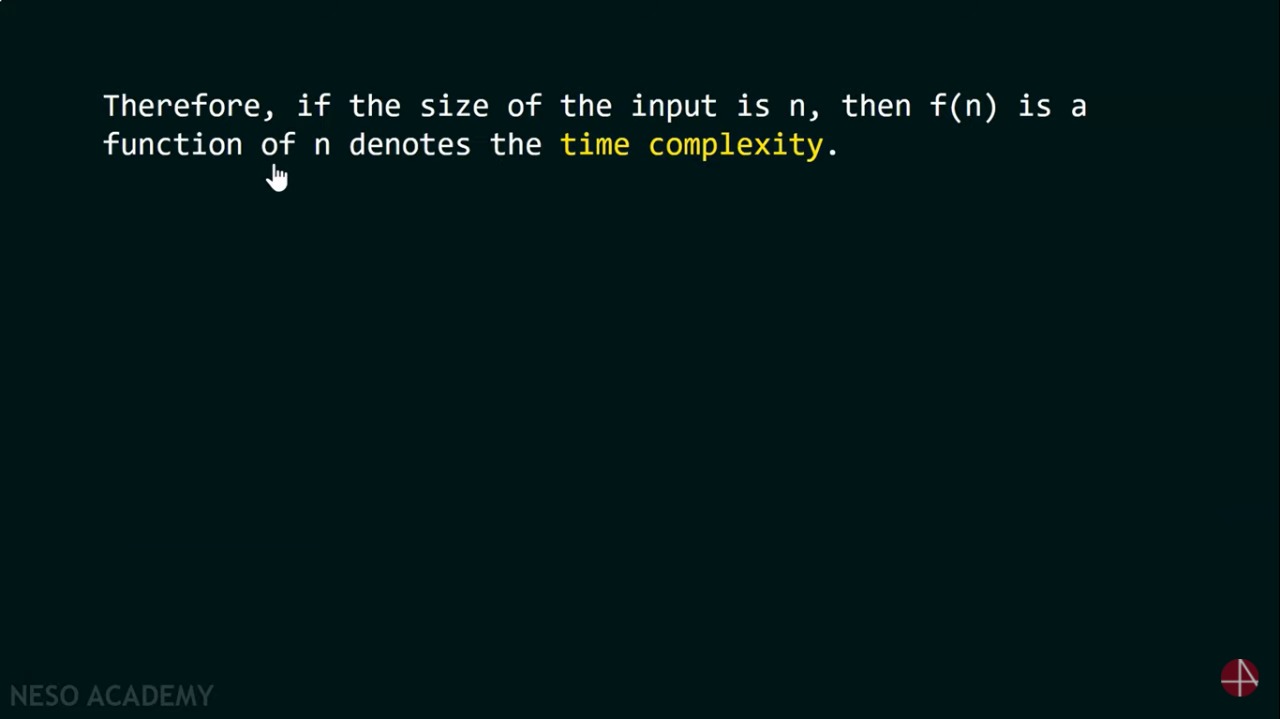 Therefore, if the size of the input is n, then f(n) is a
function of n denotes the time complexity.
NESO ACADEMY